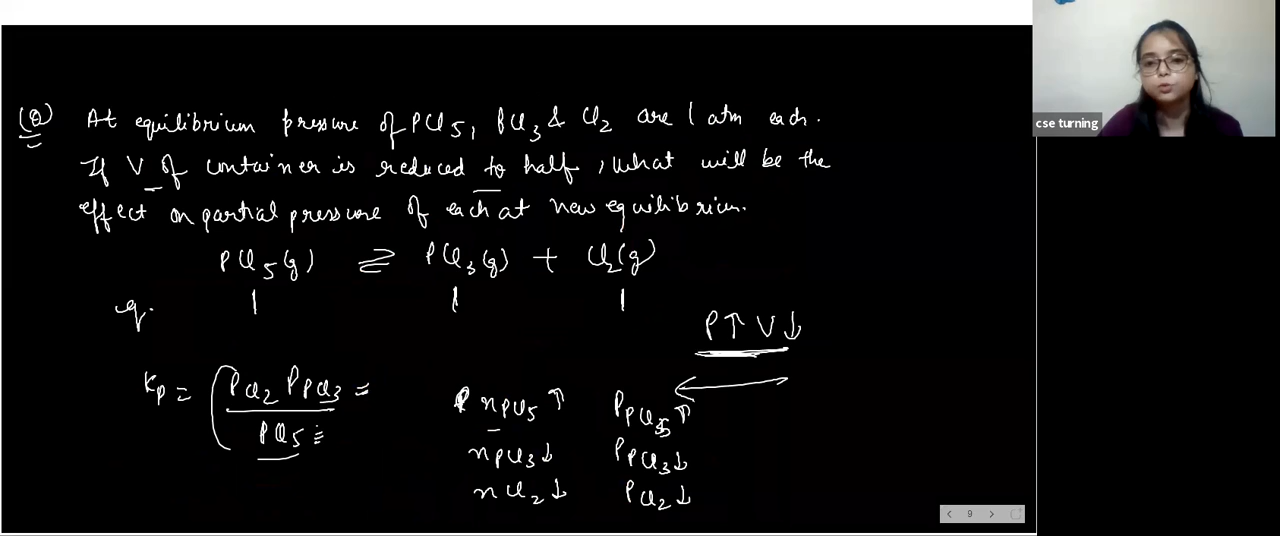 (Q) At equilibrium pressure of PCl5, PCl3 & Cl2 are 1 atm each.
If V of container is reduced to half, what will be the
effect on partial pressure of each at new equilibrium.
PCl5(g) ⇌ PCl3(g) + Cl2(g)
eq. 1 1 1
P↑ V↓
Kp = PCl2 PPCl3 =
PCl5
nPCl5 ↑ PPCl5 ↑
nPCl3 ↓ PPCl3 ↓
nCl2 ↓ PCl2 ↓
cse turning
9